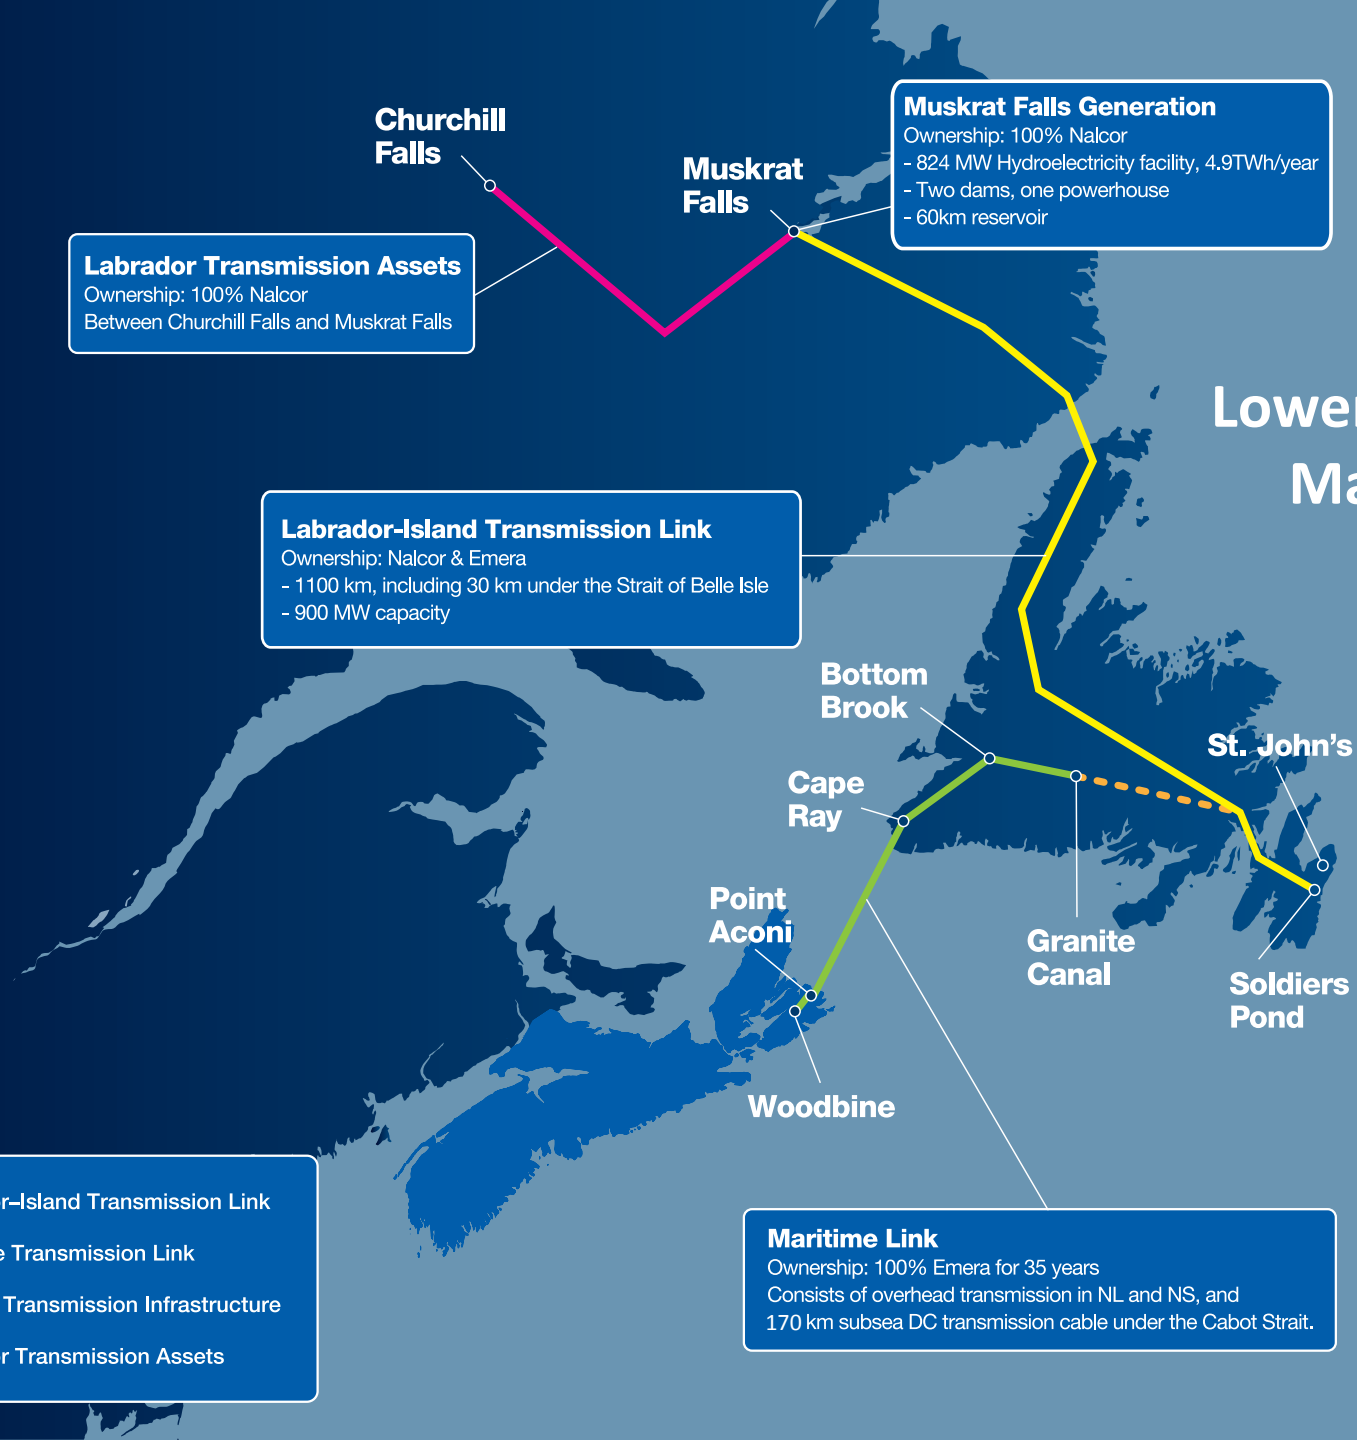 Churchill
Falls
Muskrat
Falls
Muskrat Falls Generation
Ownership: 100% Nalcor
- 824 MW Hydroelectricity facility, 4.9TWh/year
- Two dams, one powerhouse
- 60km reservoir
Labrador Transmission Assets
Ownership: 100% Nalcor
Between Churchill Falls and Muskrat Falls
Lower
Ma
Labrador-Island Transmission Link
Ownership: Nalcor & Emera
- 1100 km, including 30 km under the Strait of Belle Isle
- 900 MW capacity
Bottom
Brook
St. John's
Cape
Ray
Point
Aconi
Granite
Canal
Soldiers
Pond
Woodbine
r–Island Transmission Link
e Transmission Link
Transmission Infrastructure
r Transmission Assets
Maritime Link
Ownership: 100% Emera for 35 years
Consists of overhead transmission in NL and NS, and
170 km subsea DC transmission cable under the Cabot Strait.